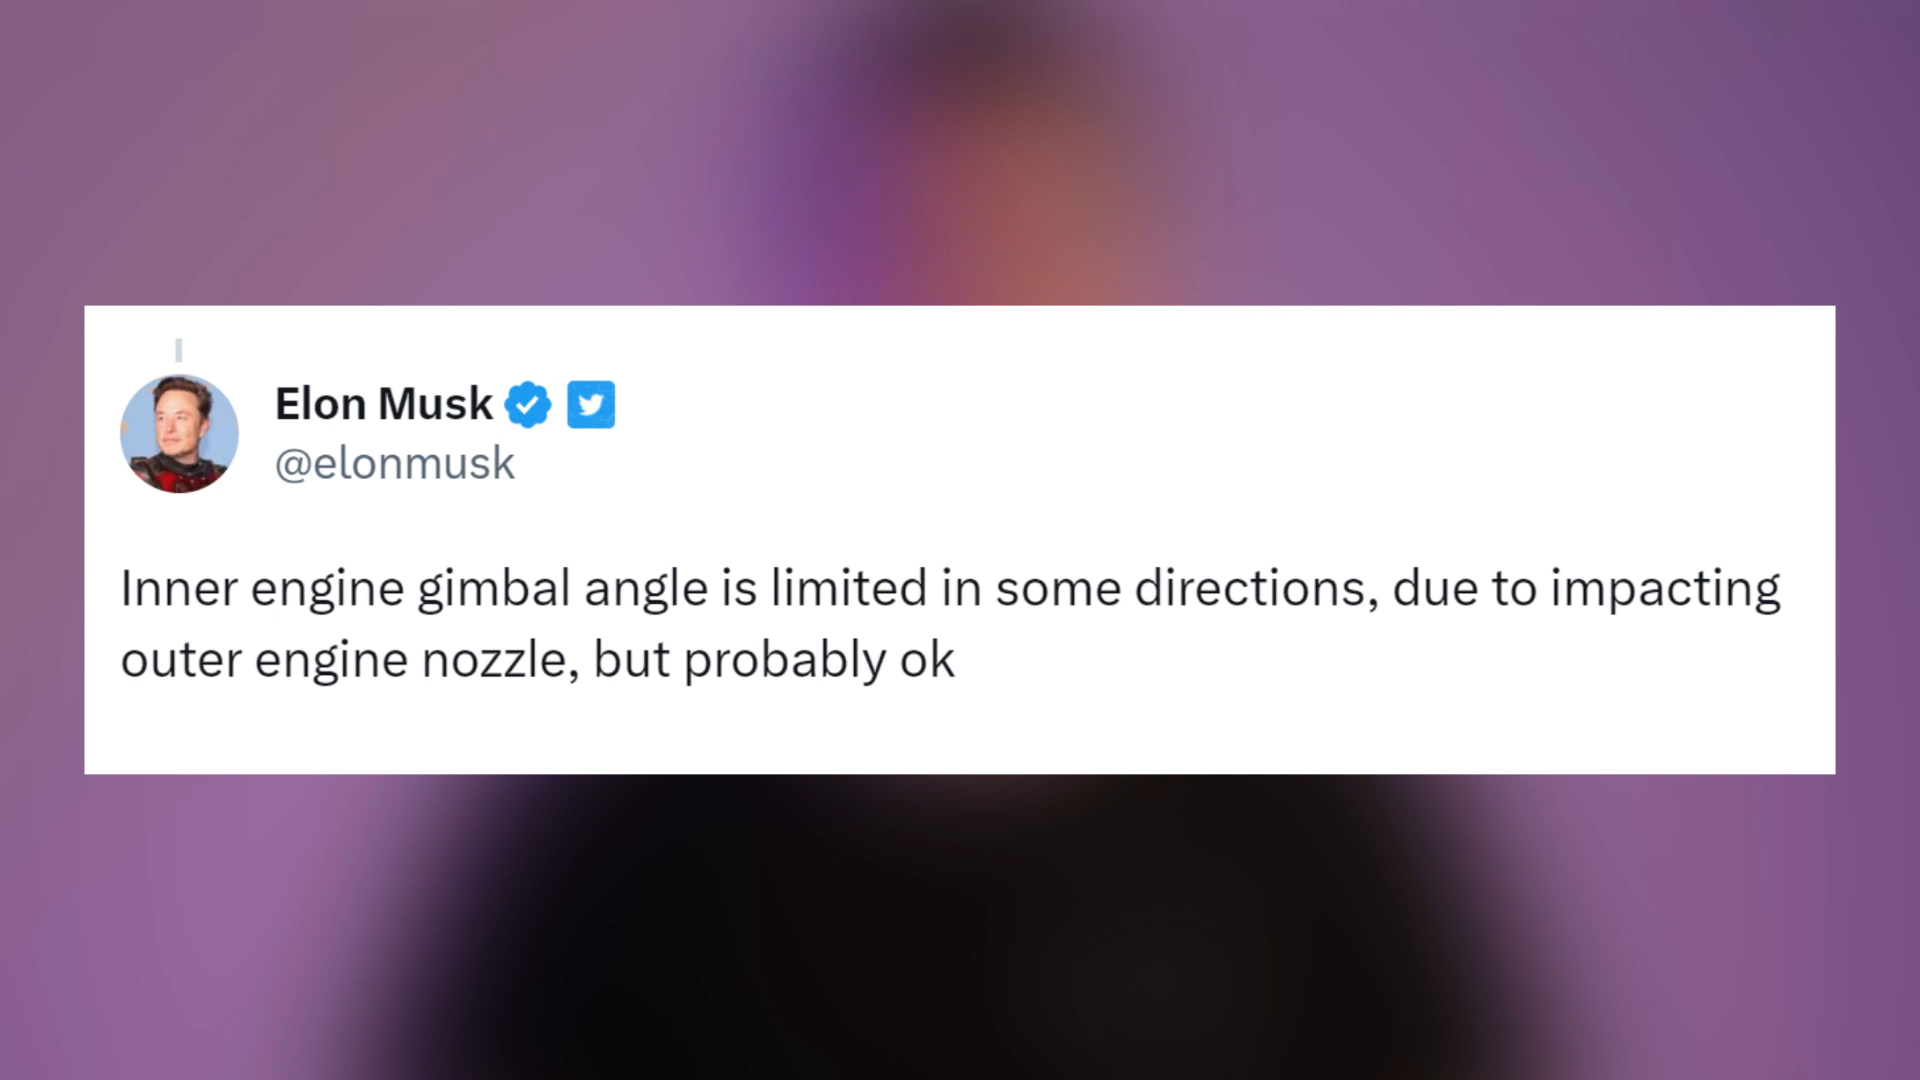 Elon Musk
@elonmusk
Inner engine gimbal angle is limited in some directions, due to impacting
outer engine nozzle, but probably ok